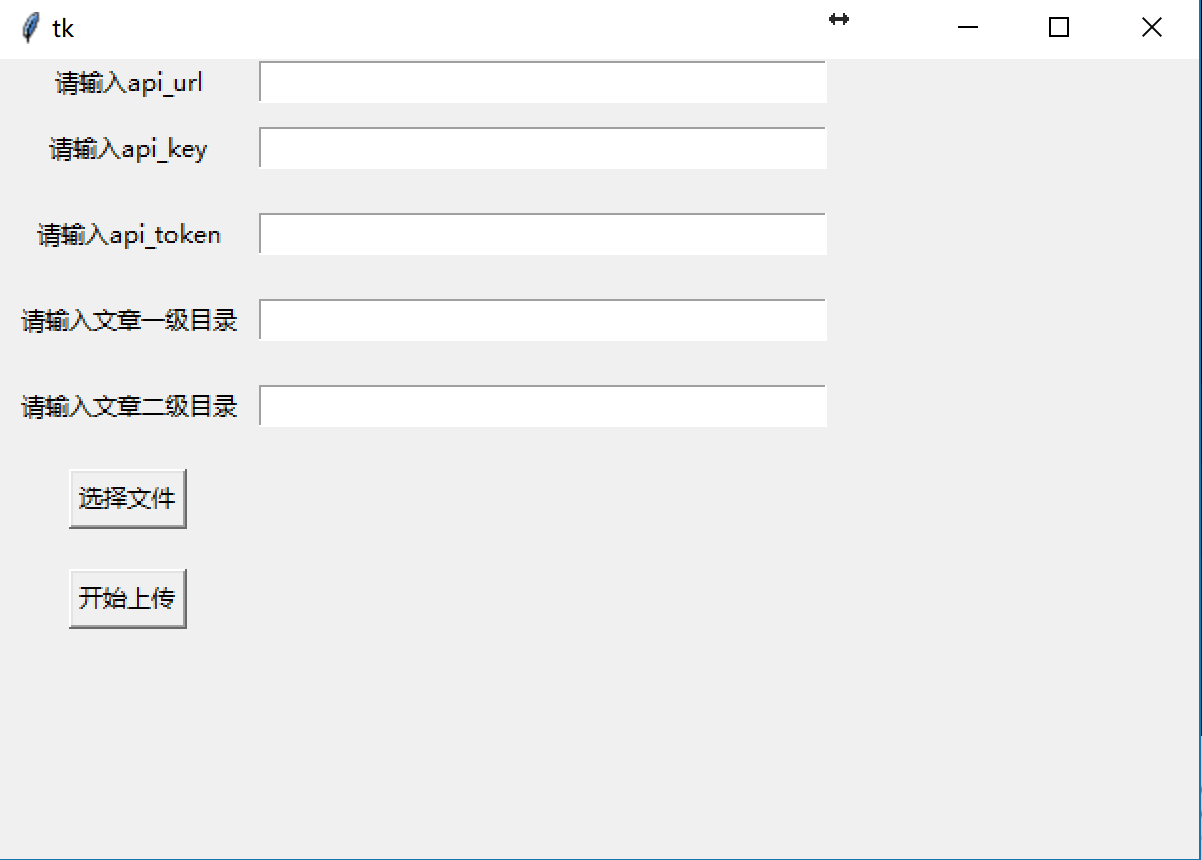 tk
请输入api_url
请输入api_key
请输入api_token
请输入文章一级目录
请输入文章二级目录
选择文件
开始上传